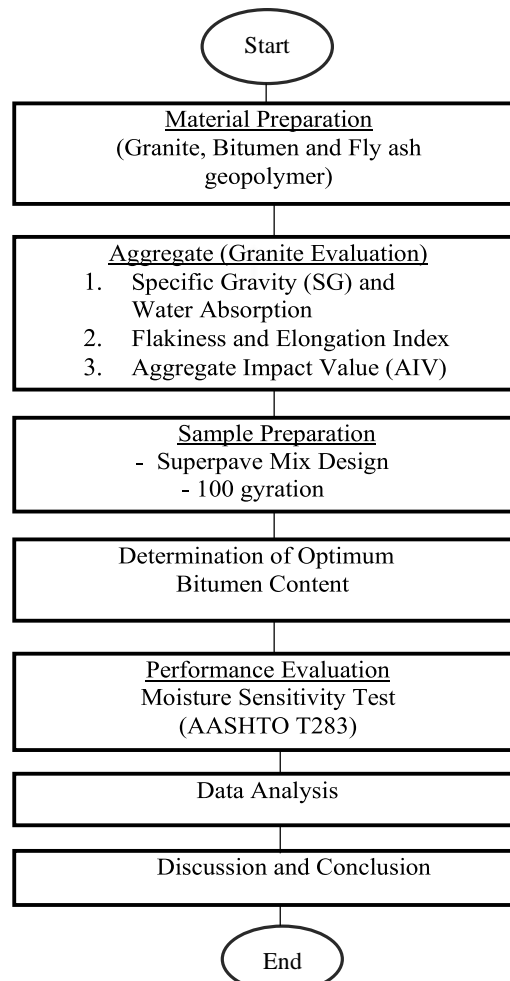 Start
Material Preparation
(Granite, Bitumen and Fly ash
geopolymer)
Aggregate (Granite Evaluation)
1. Specific Gravity (SG) and
Water Absorption
2. Flakiness and Elongation Index
3. Aggregate Impact Value (AIV)
Sample Preparation
- Superpave Mix Design
- 100 gyration
Determination of Optimum
Bitumen Content
Performance Evaluation
Moisture Sensitivity Test
(AASHTO T283)
Data Analysis
Discussion and Conclusion
End